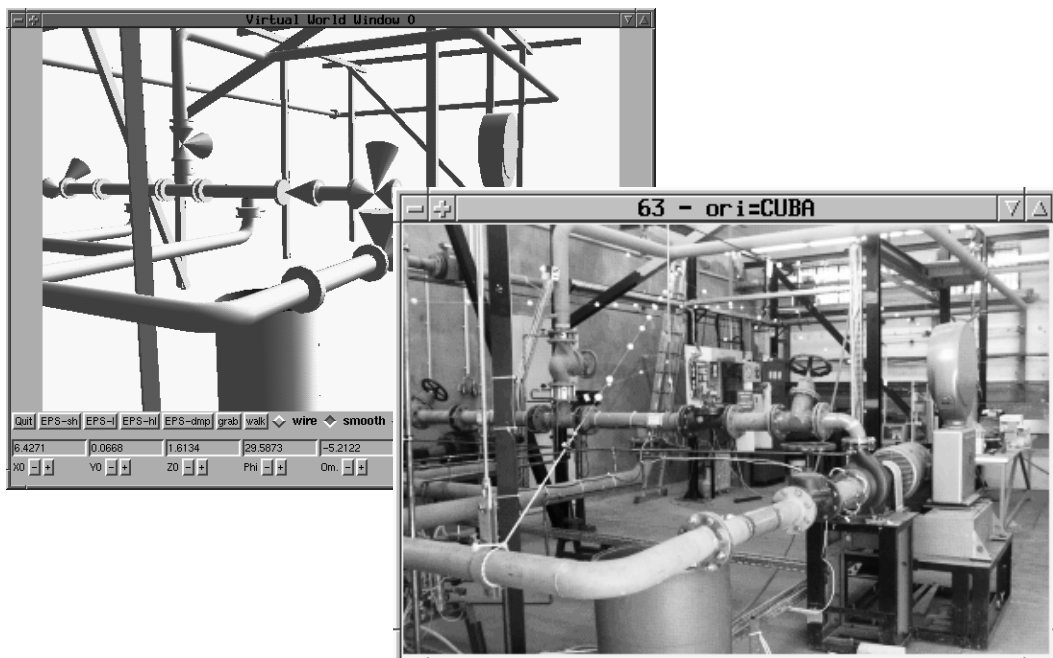 Virtual World Window 0
63 - ori=CUBA
Quit EPS-sh EPS-l EPS-hl EPS-dmp grab walk wire smooth
6.4271 0.0668 1.6134 29.5873 -5.2122
X0 - + Y0 - + Z0 - + Phi - + Om. - +